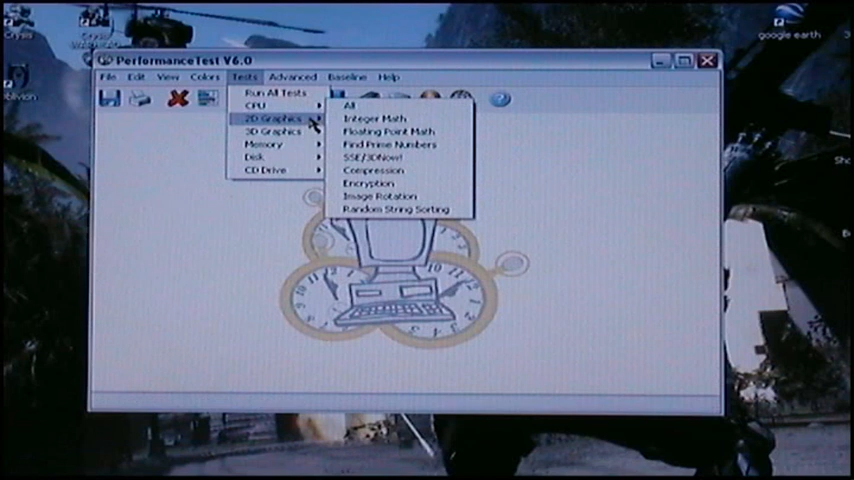 Crysis
Crysis
google earth
oblivion
PerformanceTest V6.0
File Edit View Colors Tests Advanced Baseline Help
Run All Tests
CPU
2D Graphics
3D Graphics
Memory
Disk
CD Drive
All
Integer Math
Floating Point Math
Find Prime Numbers
SSE/3DNow!
Compression
Encryption
Image Rotation
Random String Sorting